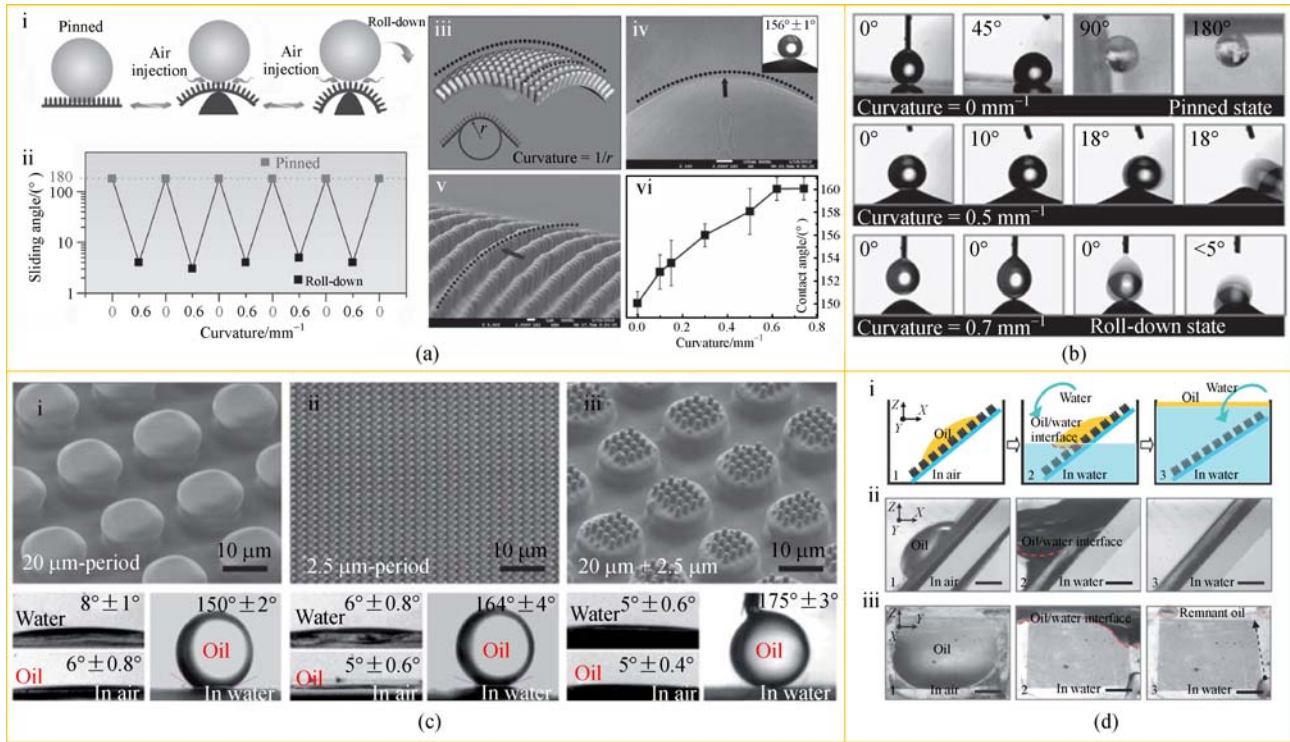 i
Pinned
Air
injection
Air
injection
Roll-down
ii
Sliding angle/(°)
180
100
10
1
Pinned
Roll-down
0 0.6 0 0.6 0 0.6 0 0.6 0 0.6 0
Curvature/mm⁻¹
iii
r
Curvature = 1/r
iv
156°±1°
v
vi
Contact angle/(°)
160
158
156
154
152
150
0.0 0.2 0.4 0.6 0.8
Curvature/mm⁻¹
(a)
0° 45° 90° 180°
Curvature = 0 mm⁻¹ Pinned state
0° 10° 18° 18°
Curvature = 0.5 mm⁻¹
0° 0° 0° <5°
Curvature = 0.7 mm⁻¹ Roll-down state
(b)
i
20 μm-period
10 μm
ii
2.5 μm-period
10 μm
iii
20 μm + 2.5 μm
10 μm
Water 8°±1°
Oil 6°±0.8°
In air
150°±2°
Oil
In water
Water 6°±0.8°
Oil 5°±0.6°
In air
164°±4°
Oil
In water
Water 5°±0.6°
Oil 5°±0.4°
In air
175°±3°
Oil
In water
(c)
i
Z
X
Y
Oil
1 In air
Z
X
Y
Water
Oil/water
interface
2 In water
Water
Oil
3 In water
ii
Z
X
Y
Oil
1 In air
Oil/water interface
2 In water
3 In water
iii
Z
Y
X
Oil
1 In air
Oil/water interface
2 In water
Remnant oil
3 In water
(d)